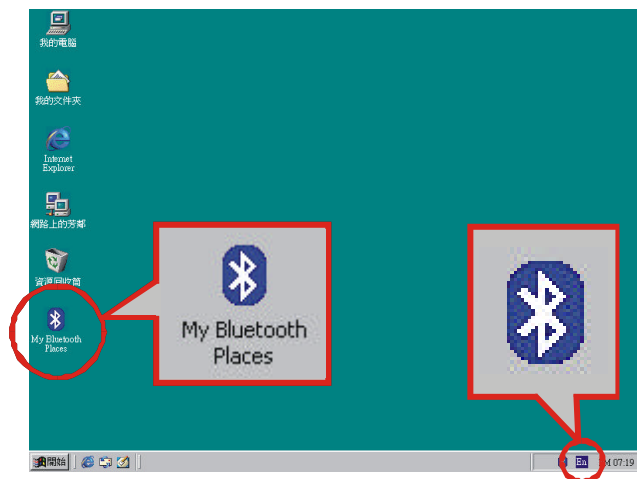 我的電腦
我的文件夾
Internet
Explorer
網路上的芳鄰
資源回收筒
My Bluetooth
Places
My Bluetooth
Places
開始
En
M 07:19